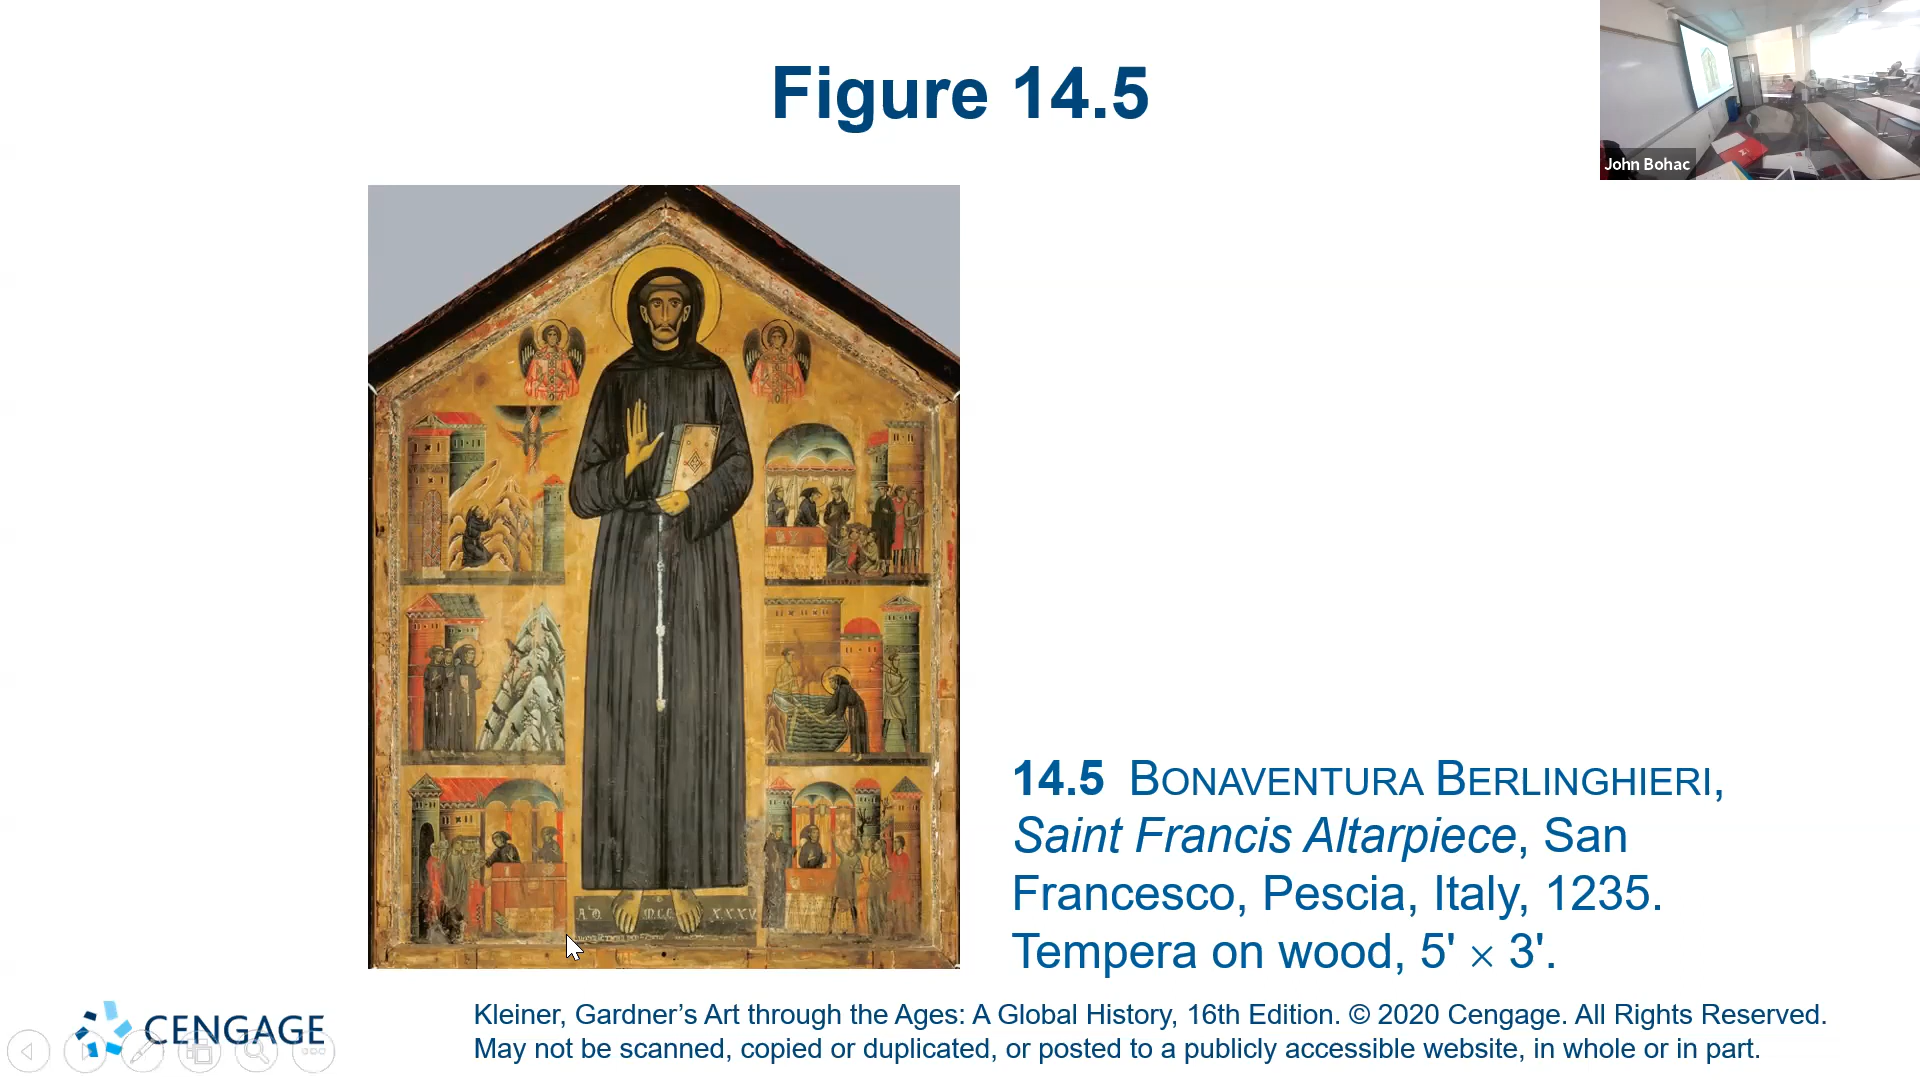 Figure 14.5
John Bohac
14.5 BONAVENTURA BERLINGHIERI,
Saint Francis Altarpiece, San
Francesco, Pescia, Italy, 1235.
Tempera on wood, 5' × 3'.
CENGAGE
Kleiner, Gardner’s Art through the Ages: A Global History, 16th Edition. © 2020 Cengage. All Rights Reserved.
May not be scanned, copied or duplicated, or posted to a publicly accessible website, in whole or in part.